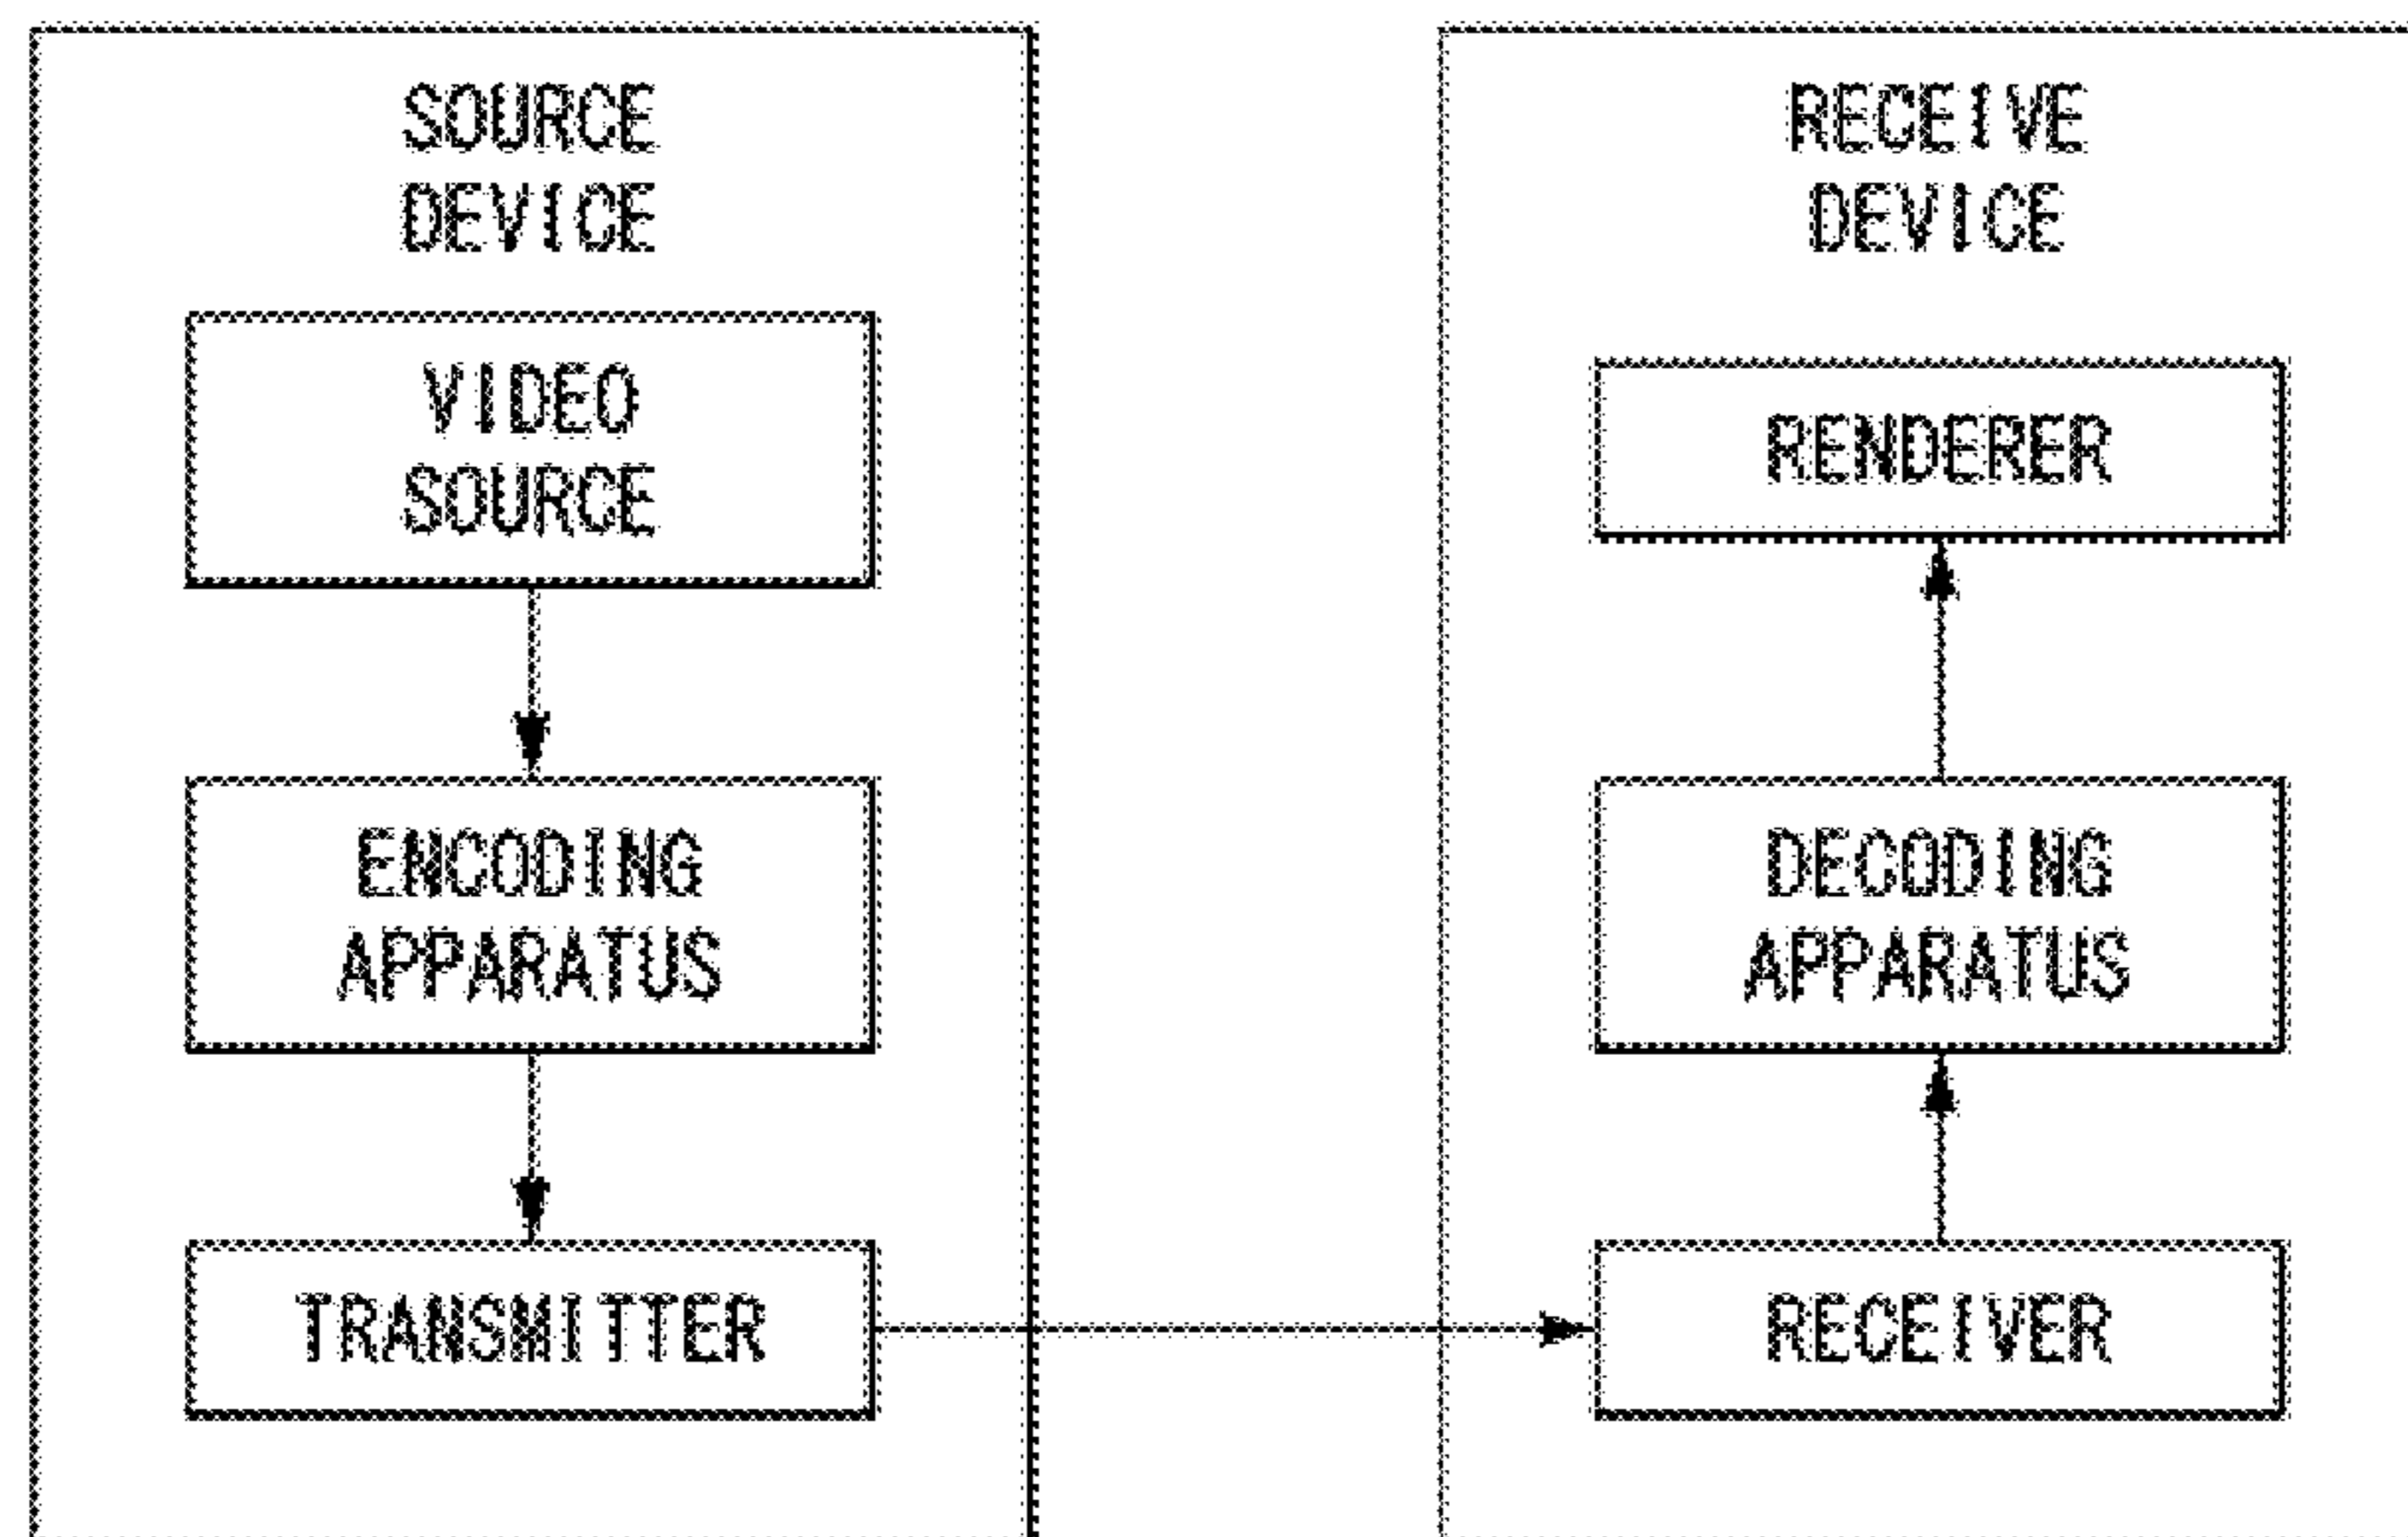 SOURCE
DEVICE
VIDEO
SOURCE
ENCODING
APPARATUS
TRANSMITTER
RECEIVE
DEVICE
RENDERER
DECODING
APPARATUS
RECEIVER